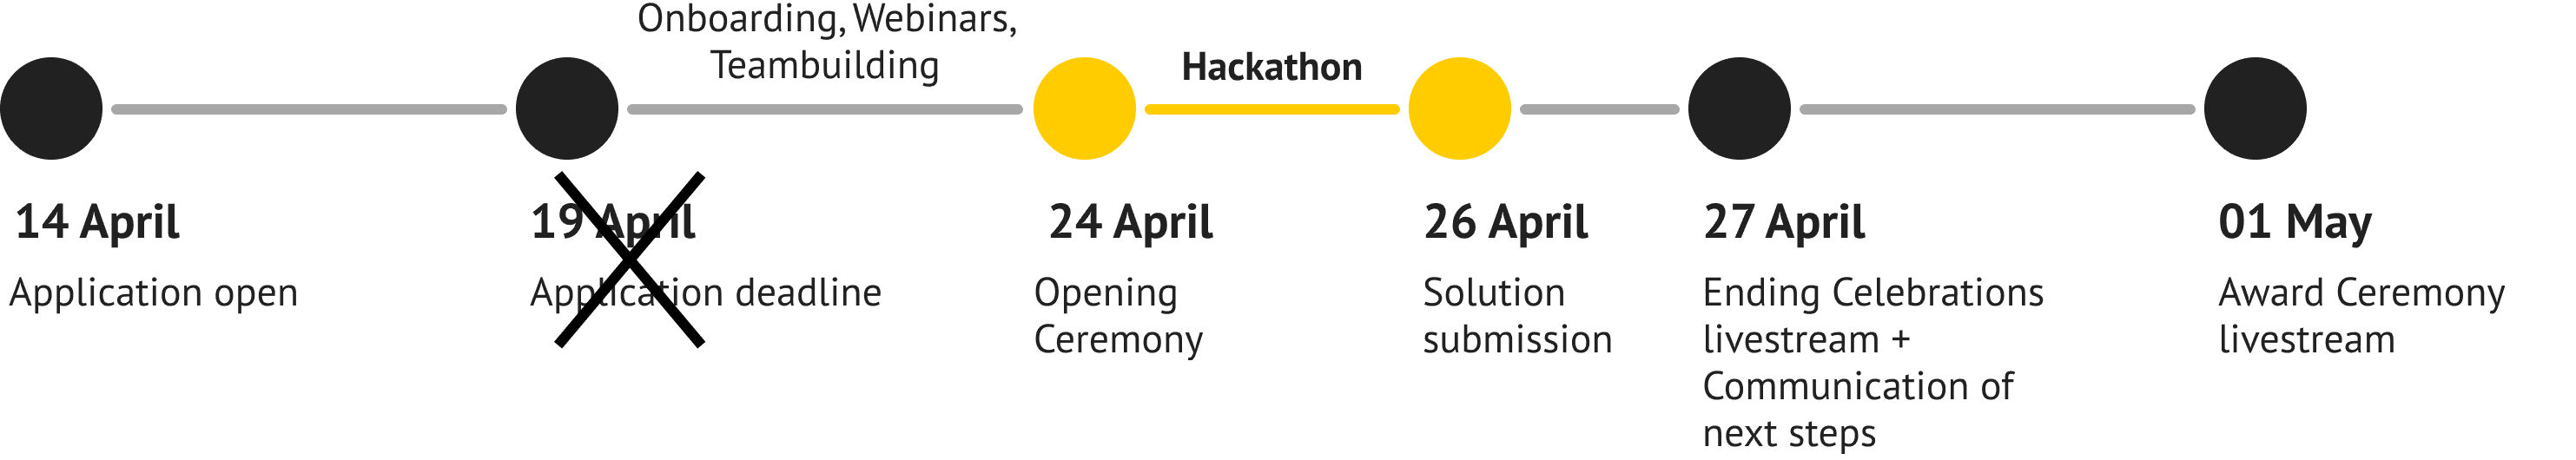 Onboarding, Webinars,
Teambuilding
Hackathon
14 April
Application open
19 April
Application deadline
24 April
Opening
Ceremony
26 April
Solution
submission
27 April
Ending Celebrations
livestream +
Communication of
next steps
01 May
Award Ceremony
livestream